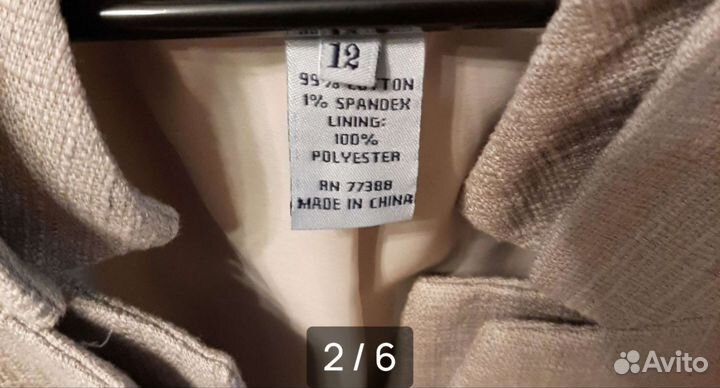 12
99% COTTON
1% SPANDEX
LINING:
100%
POLYESTER
RN 77388
MADE IN CHINA
2 / 6
Avito